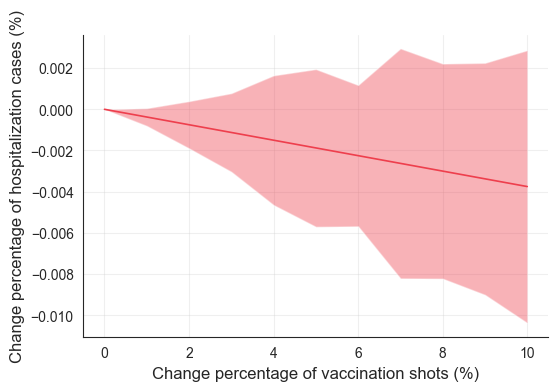 Change percentage of hospitalization cases (%)
0.002
0.000
−0.002
−0.004
−0.006
−0.008
−0.010
0 2 4 6 8 10
Change percentage of vaccination shots (%)